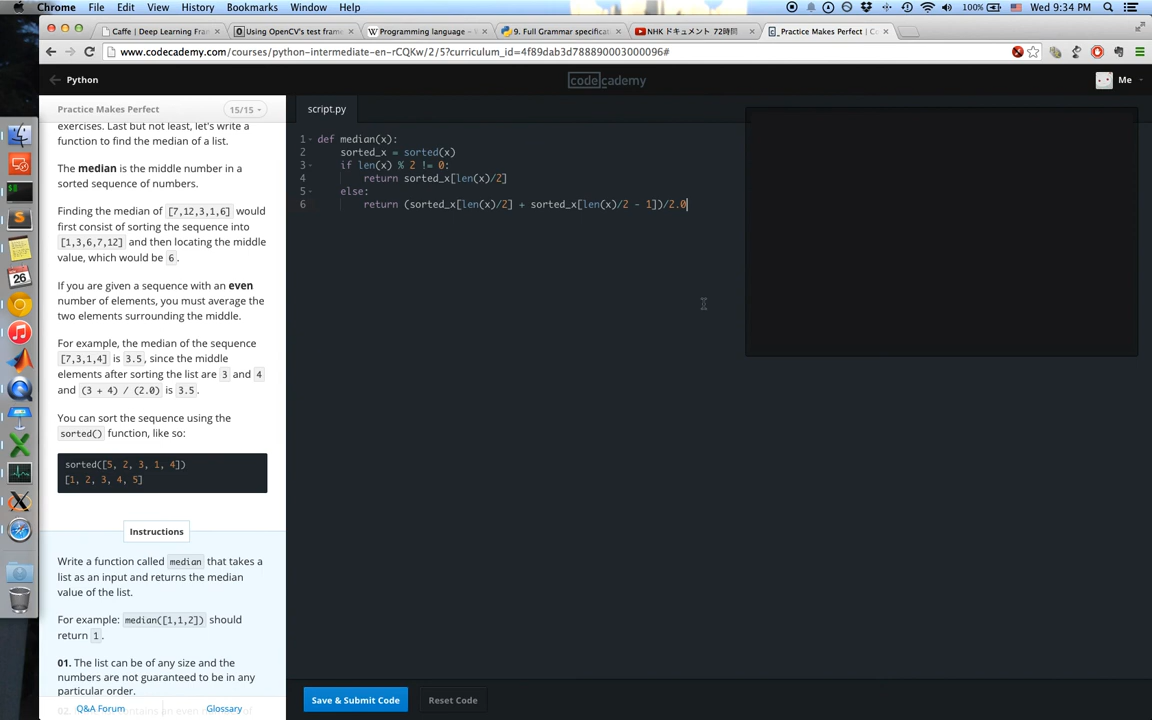 Chrome File Edit View History Bookmarks Window Help
100% Wed 9:34 PM
Caffe | Deep Learning Fran
Using OpenCV's test fram
Programming language -
9. Full Grammar specificat
NHK ドキュメント 72時間
Practice Makes Perfect | C
www.codecademy.com/courses/python-intermediate-en-rCQKw/2/5?curriculum_id=4f89dab3d788890003000096#
Python
codecademy
Me
Practice Makes Perfect
15/15
exercises. Last but not least, let's write a
function to find the median of a list.
The median is the middle number in a
sorted sequence of numbers.
Finding the median of [7,12,3,1,6] would
first consist of sorting the sequence into
[1,3,6,7,12] and then locating the middle
value, which would be 6.
If you are given a sequence with an even
number of elements, you must average the
two elements surrounding the middle.
For example, the median of the sequence
[7,3,1,4] is 3.5, since the middle
elements after sorting the list are 3 and 4
and (3 + 4) / (2.0) is 3.5.
You can sort the sequence using the
sorted() function, like so:
sorted([5, 2, 3, 1, 4])
[1, 2, 3, 4, 5]
Instructions
Write a function called median that takes a
list as an input and returns the median
value of the list.
For example: median([1,1,2]) should
return 1.
01. The list can be of any size and the
numbers are not guaranteed to be in any
particular order.
Q&A Forum
Glossary
script.py
1 def median(x):
2 sorted_x = sorted(x)
3 if len(x) % 2 != 0:
4 return sorted_x[len(x)/2]
5 else:
6 return (sorted_x[len(x)/2] + sorted_x[len(x)/2 - 1])/2.0
Save & Submit Code
Reset Code
26